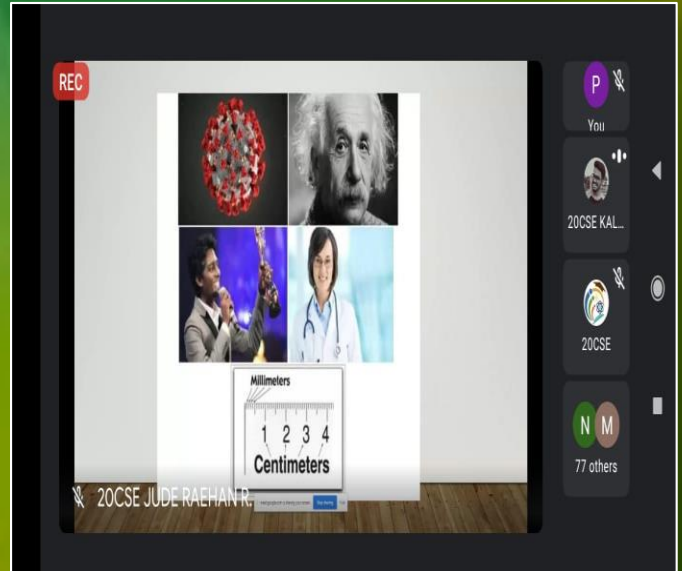 REC
P
You
20CSE KAL...
20CSE
N M
77 others
Millimeters
1 2 3 4
Centimeters
20CSE JUDE RAEHAN R.